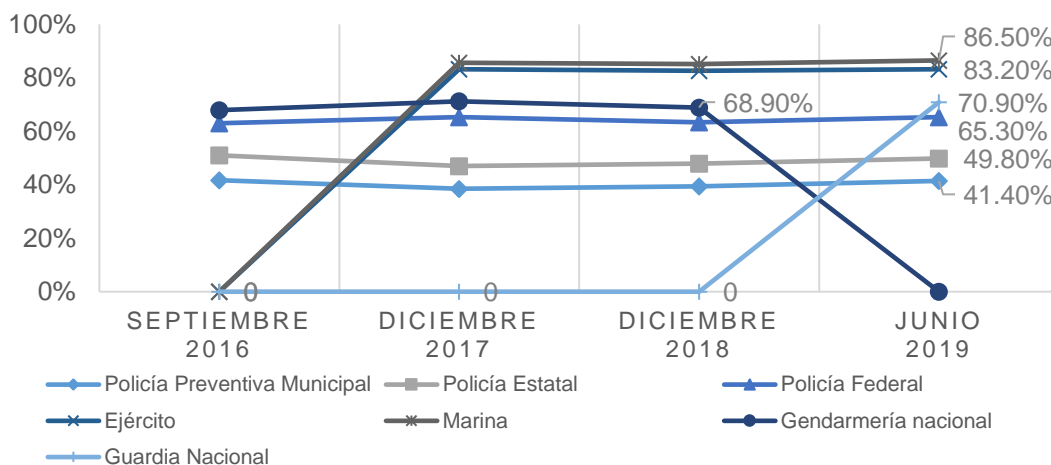 100%
80%
60%
40%
20%
0%
86.50%
83.20%
68.90%
70.90%
65.30%
49.80%
41.40%
0
0
0
SEPTIEMBRE 2016
DICIEMBRE 2017
DICIEMBRE 2018
JUNIO 2019
Policía Preventiva Municipal
Policía Estatal
Policía Federal
Ejército
Marina
Gendarmería nacional
Guardia Nacional